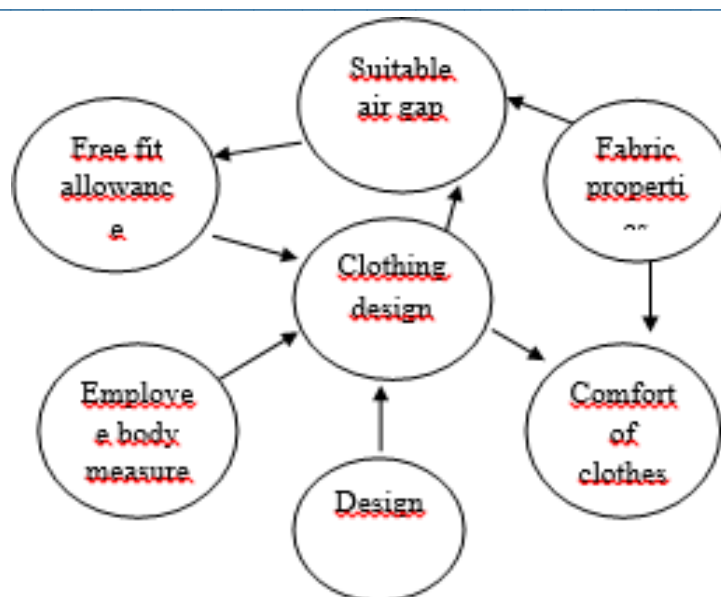 Suitable
air gap
Free fit
allowanc
e
Fabric
properti
Clothing
design
Employe
e body
measure
Comfort
of
clothes
Design